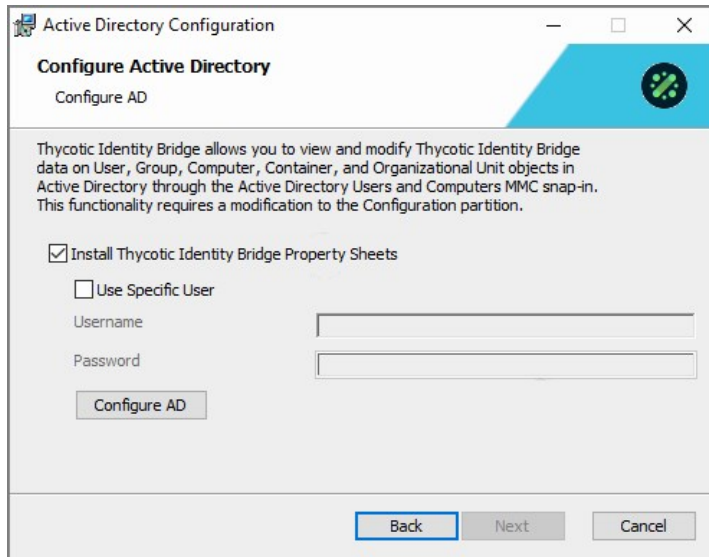 Active Directory Configuration
Configure Active Directory
Configure AD
Thycotic Identity Bridge allows you to view and modify Thycotic Identity Bridge
data on User, Group, Computer, Container, and Organizational Unit objects in
Active Directory through the Active Directory Users and Computers MMC snap-in.
This functionality requires a modification to the Configuration partition.
Install Thycotic Identity Bridge Property Sheets
Use Specific User
Username
Password
Configure AD
Back Next Cancel